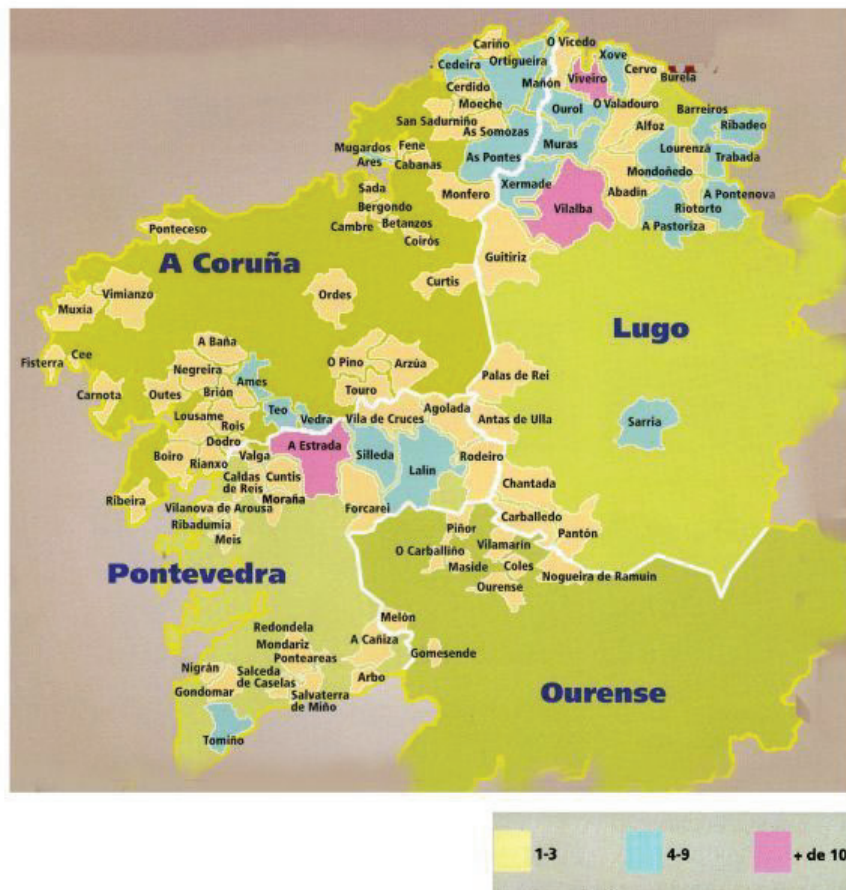 Cariño
O Vicedo
Cedeira
Ortigueira
Xove
Viveiro
Cervo
Burela
Cerdido
Mañón
Moeche
Ourol
O Valadouro
Barreiros
San Sadurniño
As Somozas
Alfoz
Ribadeo
Mugardos
Fene
Muras
Lourenzá
Ares
Cabanas
As Pontes
Mondoñedo
Trabada
Sada
Monfero
Xermade
Abadín
A Pontenova
Bergondo
Vilalba
Riotorto
Ponteceso
Cambre
Betanzos
A Pastoriza
Coirós
Guitiriz
A Coruña
Vimianzo
Ordes
Curtis
Muxia
Lugo
A Baña
Fisterra
Cee
O Pino
Arzúa
Negreira
Ames
Palas de Rei
Carnota
Outes
Brión
Touro
Lousame
Teo
Vedra
Vila de Cruces
Agolada
Antas de Ulla
Sarria
Rois
Dodro
A Estrada
Boiro
Rianxo
Valga
Silleda
Lalín
Rodeiro
Caldas
de Reis
Cuntis
Chantada
Ribeira
Moraña
Vilanova de Arousa
Forcarei
Carballedo
Ribadumia
Piñor
Pantón
Meis
Vilamarín
O Carballiño
Maside
Coles
Pontevedra
Nogueira de Ramuin
Ourense
Melón
Redondela
Mondariz
A Cañiza
Gomesende
Ponteareas
Nigrán
Salceda
de Caselas
Arbo
Gondomar
Salvaterra
de Miño
Ourense
Tomiño
1-3
4-9
+ de 10